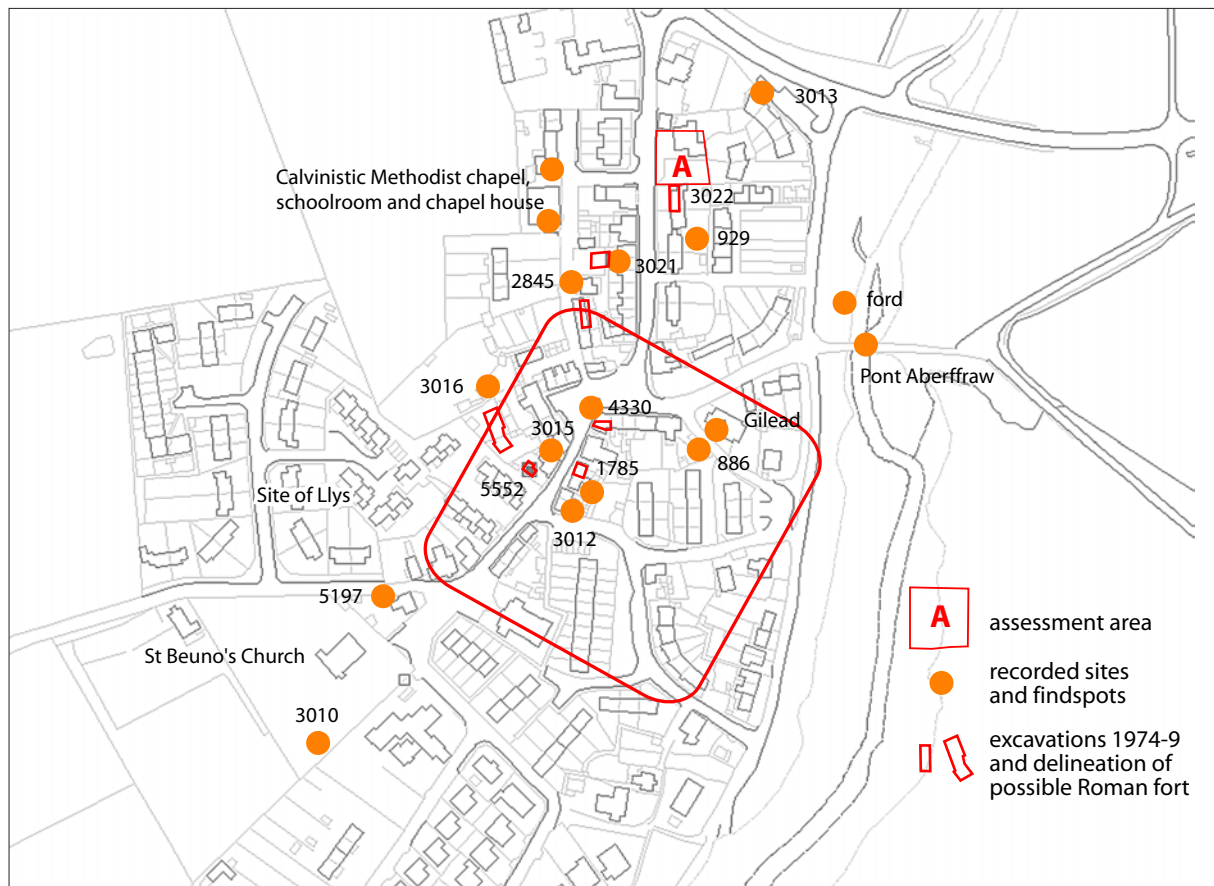 3013
A
Calvinistic Methodist chapel,
schoolroom and chapel house
3022
929
3021
2845
ford
Pont Aberffraw
3016
4330
Gilead
3015
886
1785
5552
Site of Llys
3012
5197
St Beuno's Church
3010
A
assessment area
recorded sites
and findspots
excavations 1974-9
and delineation of
possible Roman fort